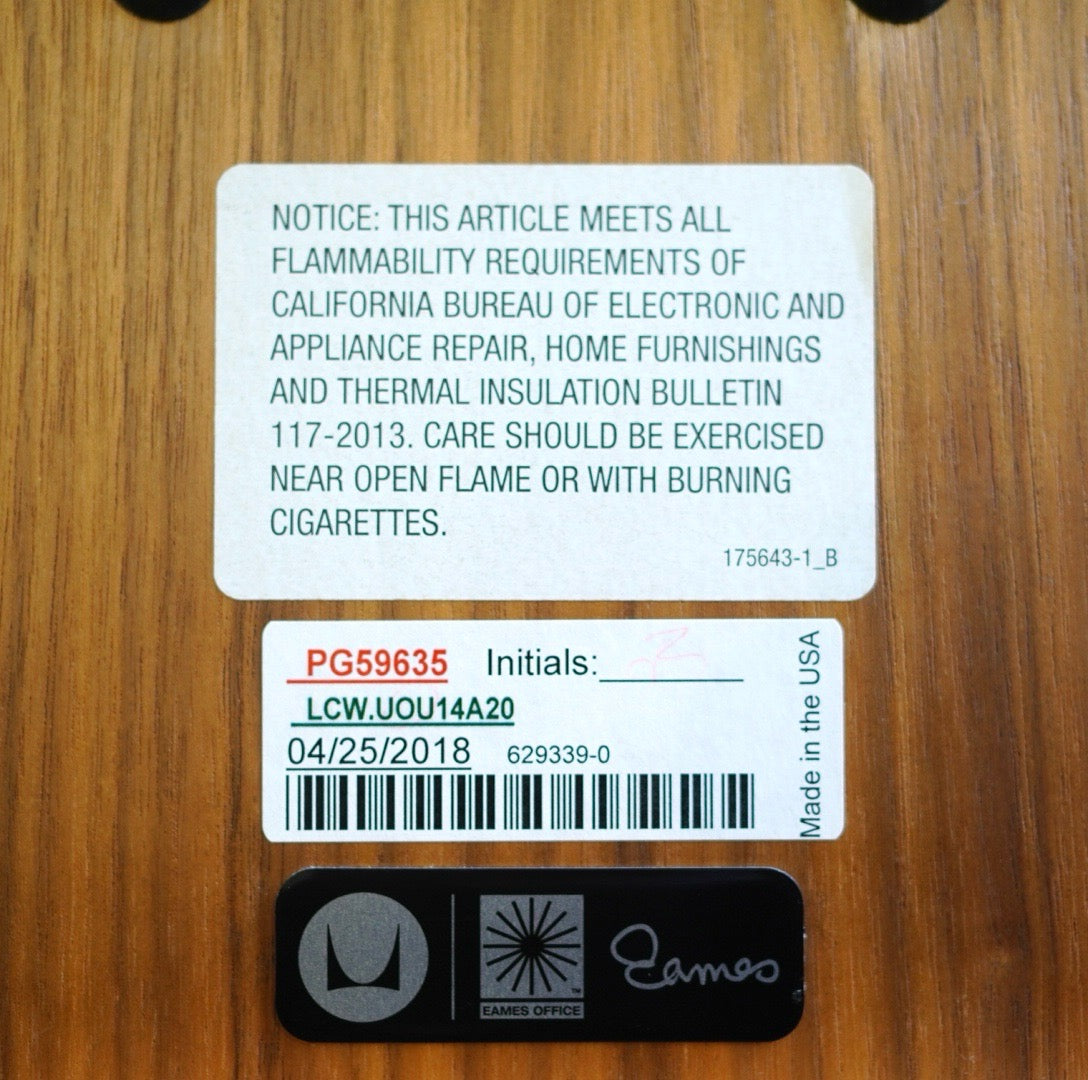 NOTICE: THIS ARTICLE MEETS ALL
FLAMMABILITY REQUIREMENTS OF
CALIFORNIA BUREAU OF ELECTRONIC AND
APPLIANCE REPAIR, HOME FURNISHINGS
AND THERMAL INSULATION BULLETIN
117-2013. CARE SHOULD BE EXERCISED
NEAR OPEN FLAME OR WITH BURNING
CIGARETTES.
175643-1_B
PG59635 Initials:
LCW.UOU14A20
04/25/2018 629339-0
Made in the USA
EAMES OFFICE
TM
Eames